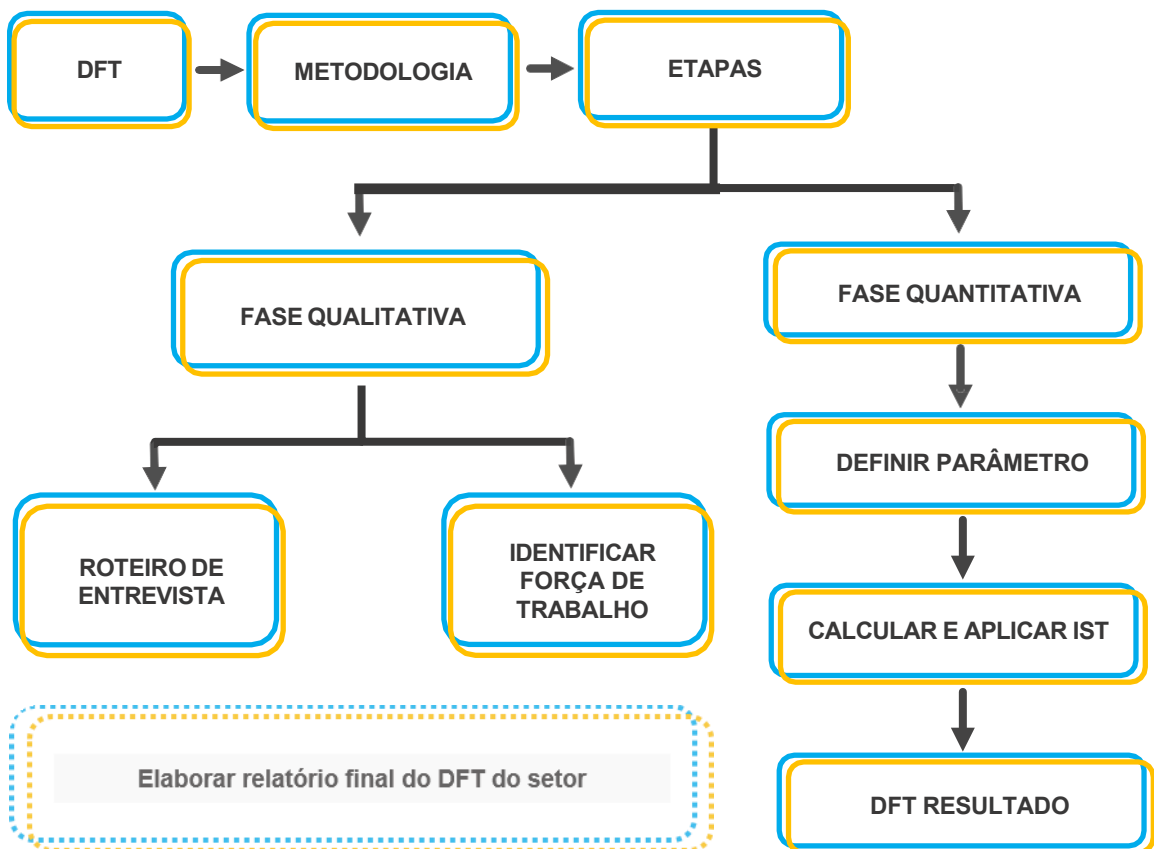 DFT
METODOLOGIA
ETAPAS
FASE QUALITATIVA
FASE QUANTITATIVA
DEFINIR PARÂMETRO
ROTEIRO DE
ENTREVISTA
IDENTIFICAR
FORÇA DE
TRABALHO
CALCULAR E APLICAR IST
Elaborar relatório final do DFT do setor
DFT RESULTADO